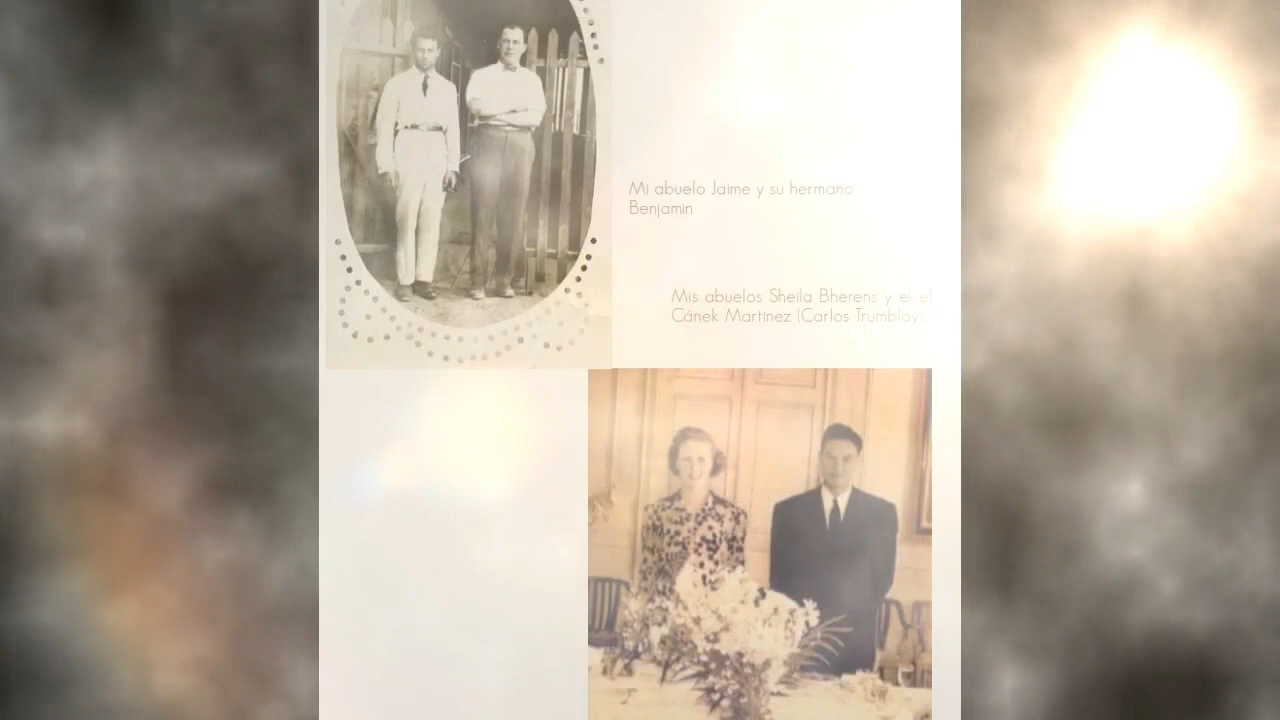 Mi abuelo Jaime y su hermano
Benjamin
Mis abuelos Sheila Bherens y el el
Cánek Martinez (Carlos Trumblay)